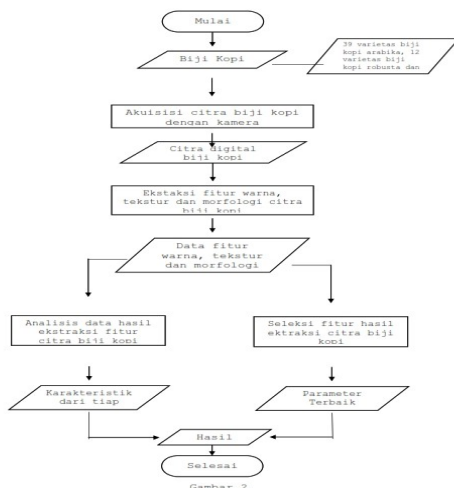 Mulai
Biji Kopi
39 varietas biji
kopi arabika, 12
varietas biji
kopi robusta dan
Akuisisi citra biji kopi
dengan kamera
Citra digital
biji kopi
Ekstaksi fitur warna,
tekstur dan morfologi citra
biji kopi
Data fitur
warna, tekstur
dan morfologi
Analisis data hasil
ekstraksi fitur
citra biji kopi
Seleksi fitur hasil
ektraksi citra biji
kopi
Karakteristik
dari tiap
Parameter
Terbaik
Hasil
Selesai
Gambar 2